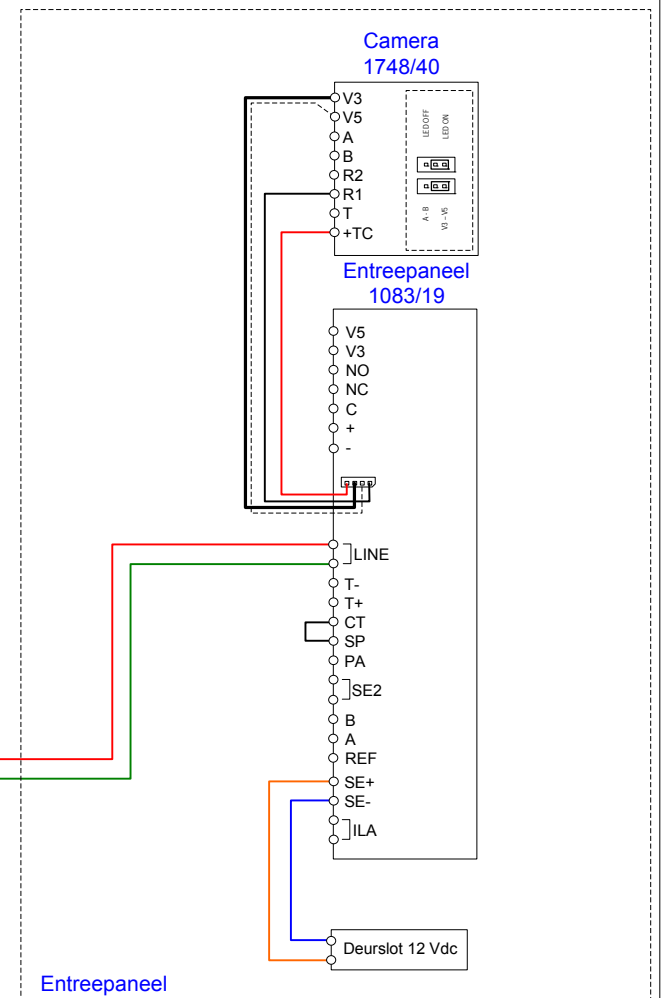 Camera
1748/40
V3
V5
A
B
R2
R1
T
+TC
LED OFF
LED ON
A - B
V3 – V5
Entreepaneel
1083/19
V5
V3
NO
NC
C
+
-
LINE
T-
T+
CT
SP
PA
SE2
B
A
REF
SE+
SE-
ILA
Deurslot 12 Vdc
Entreepaneel